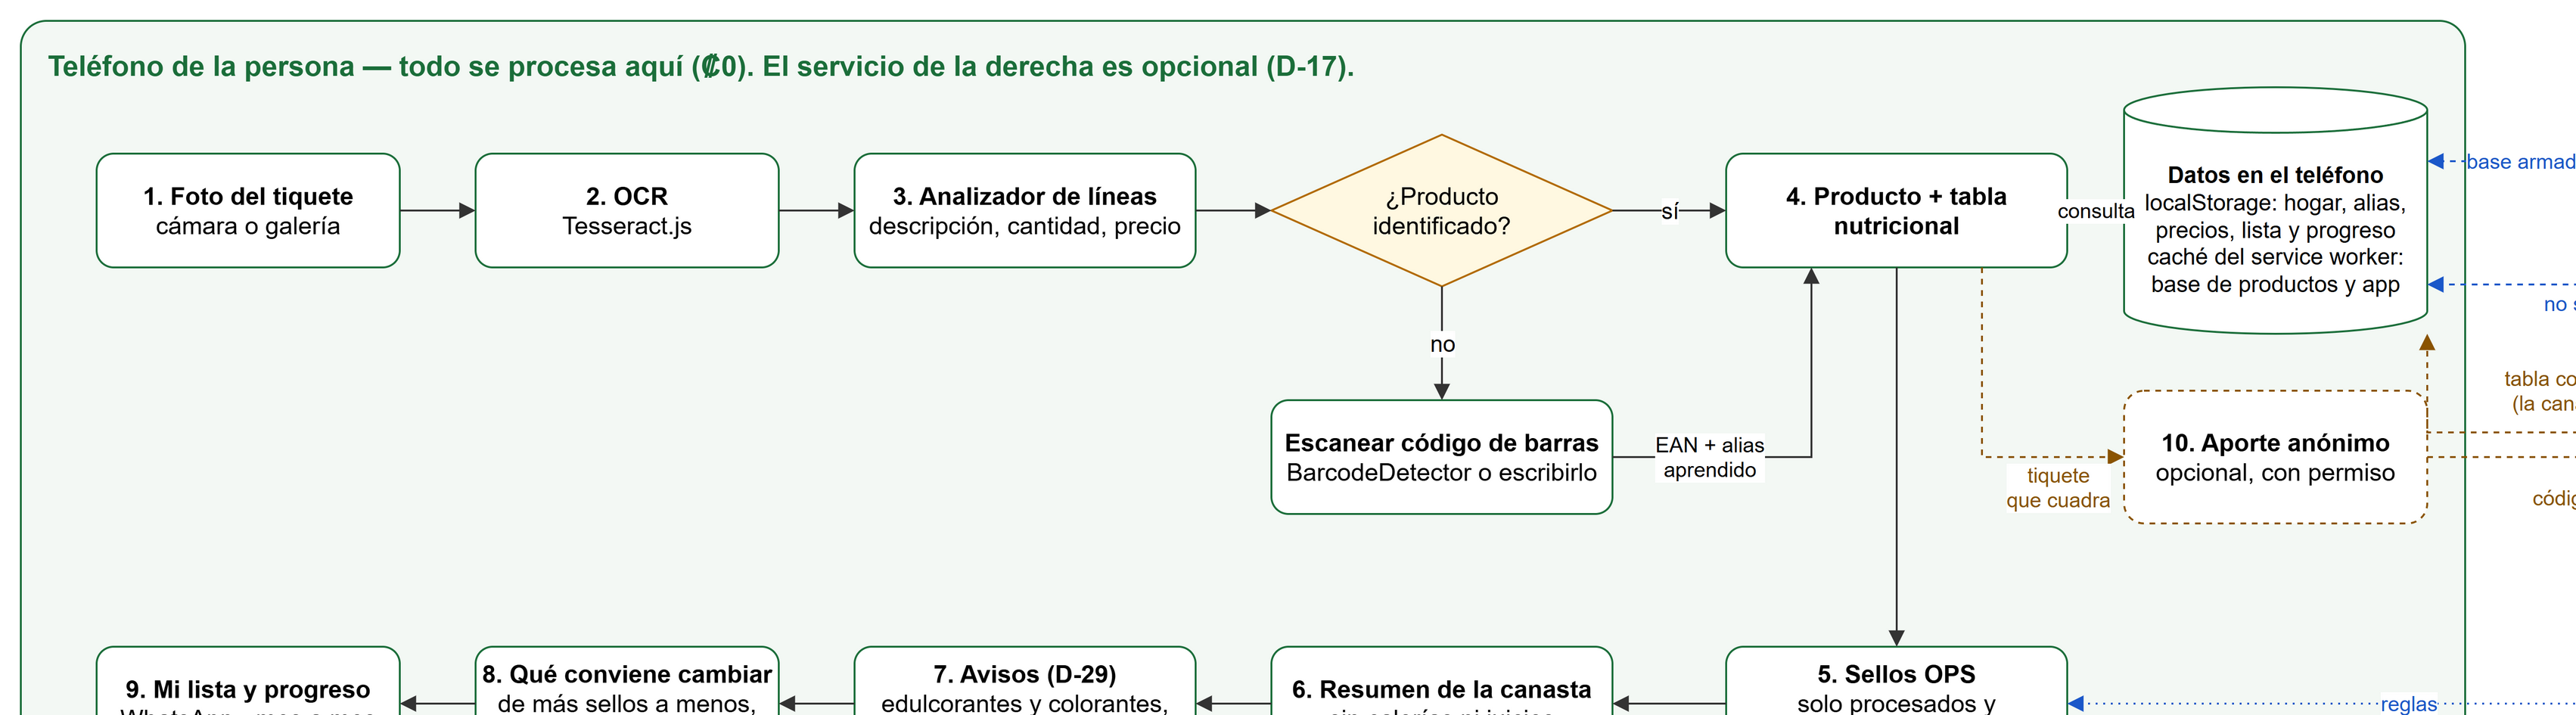 Teléfono de la persona — todo se procesa aquí (₡0). El servicio de la derecha es opcional (D-17).
1. Foto del tiquete
cámara o galería
2. OCR
Tesseract.js
3. Analizador de líneas
descripción, cantidad, precio
¿Producto
identificado?
sí
4. Producto + tabla
nutricional
consulta
Datos en el teléfono
localStorage: hogar, alias,
precios, lista y progreso
caché del service worker:
base de productos y app
base
no
no
Escanear código de barras
BarcodeDetector o escribirlo
EAN + alias
aprendido
tiquete
que cuadra
10. Aporte anónimo
opcional, con permiso
tabla
(la
9. Mi lista y progreso
8. Qué conviene cambiar
de más sellos a menos,
7. Avisos (D-29)
edulcorantes y colorantes,
6. Resumen de la canasta
5. Sellos OPS
solo procesados y
reglas